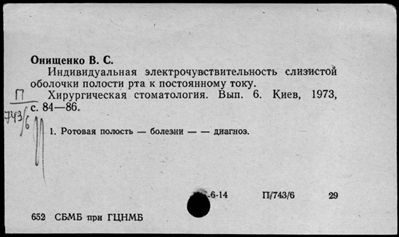 Онищенко В. С.
Индивидуальная электрочувствительность слизистой
оболочки полости рта к постоянному току.
П Хирургическая стоматология. Вып. 6. Киев, 1973,
743/6 с. 84—86.
1. Ротовая полость — болезни — — диагноз.
-6-14 П/743/6 29
652 СБМБ при ГЦНМБ